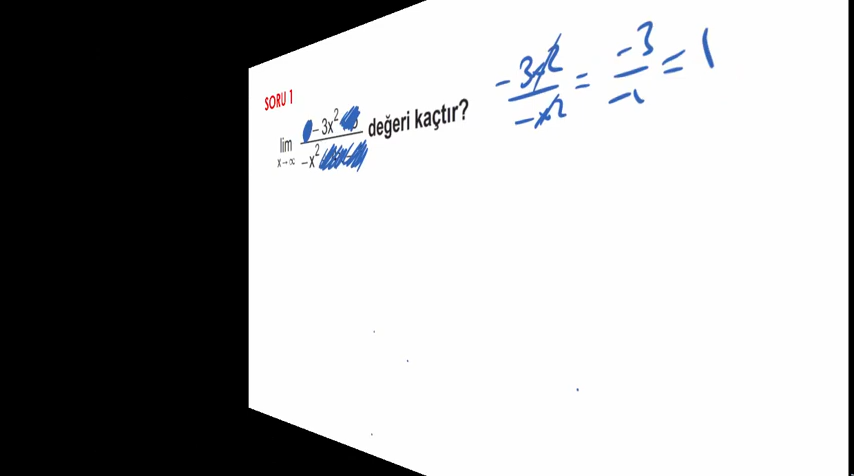 SORU 1
lim x→∞ -3x² / -x² değeri kaçtır?
-3x² / -x² = -3 / -1 = 1